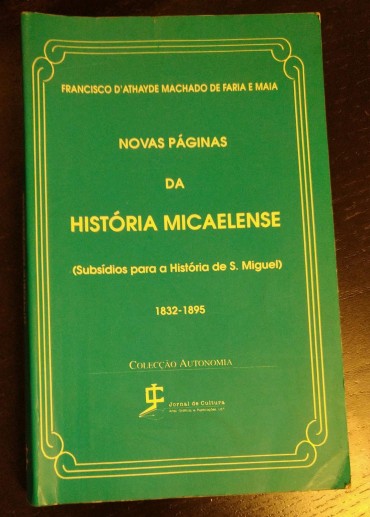 FRANCISCO D'ATHAYDE MACHADO DE FARIA E MAIA
NOVAS PÁGINAS
DA
HISTÓRIA MICAELENSE
(Subsídios para a História de S. Miguel)
1832-1895
COLECÇÃO AUTONOMIA
Jornal de Cultura